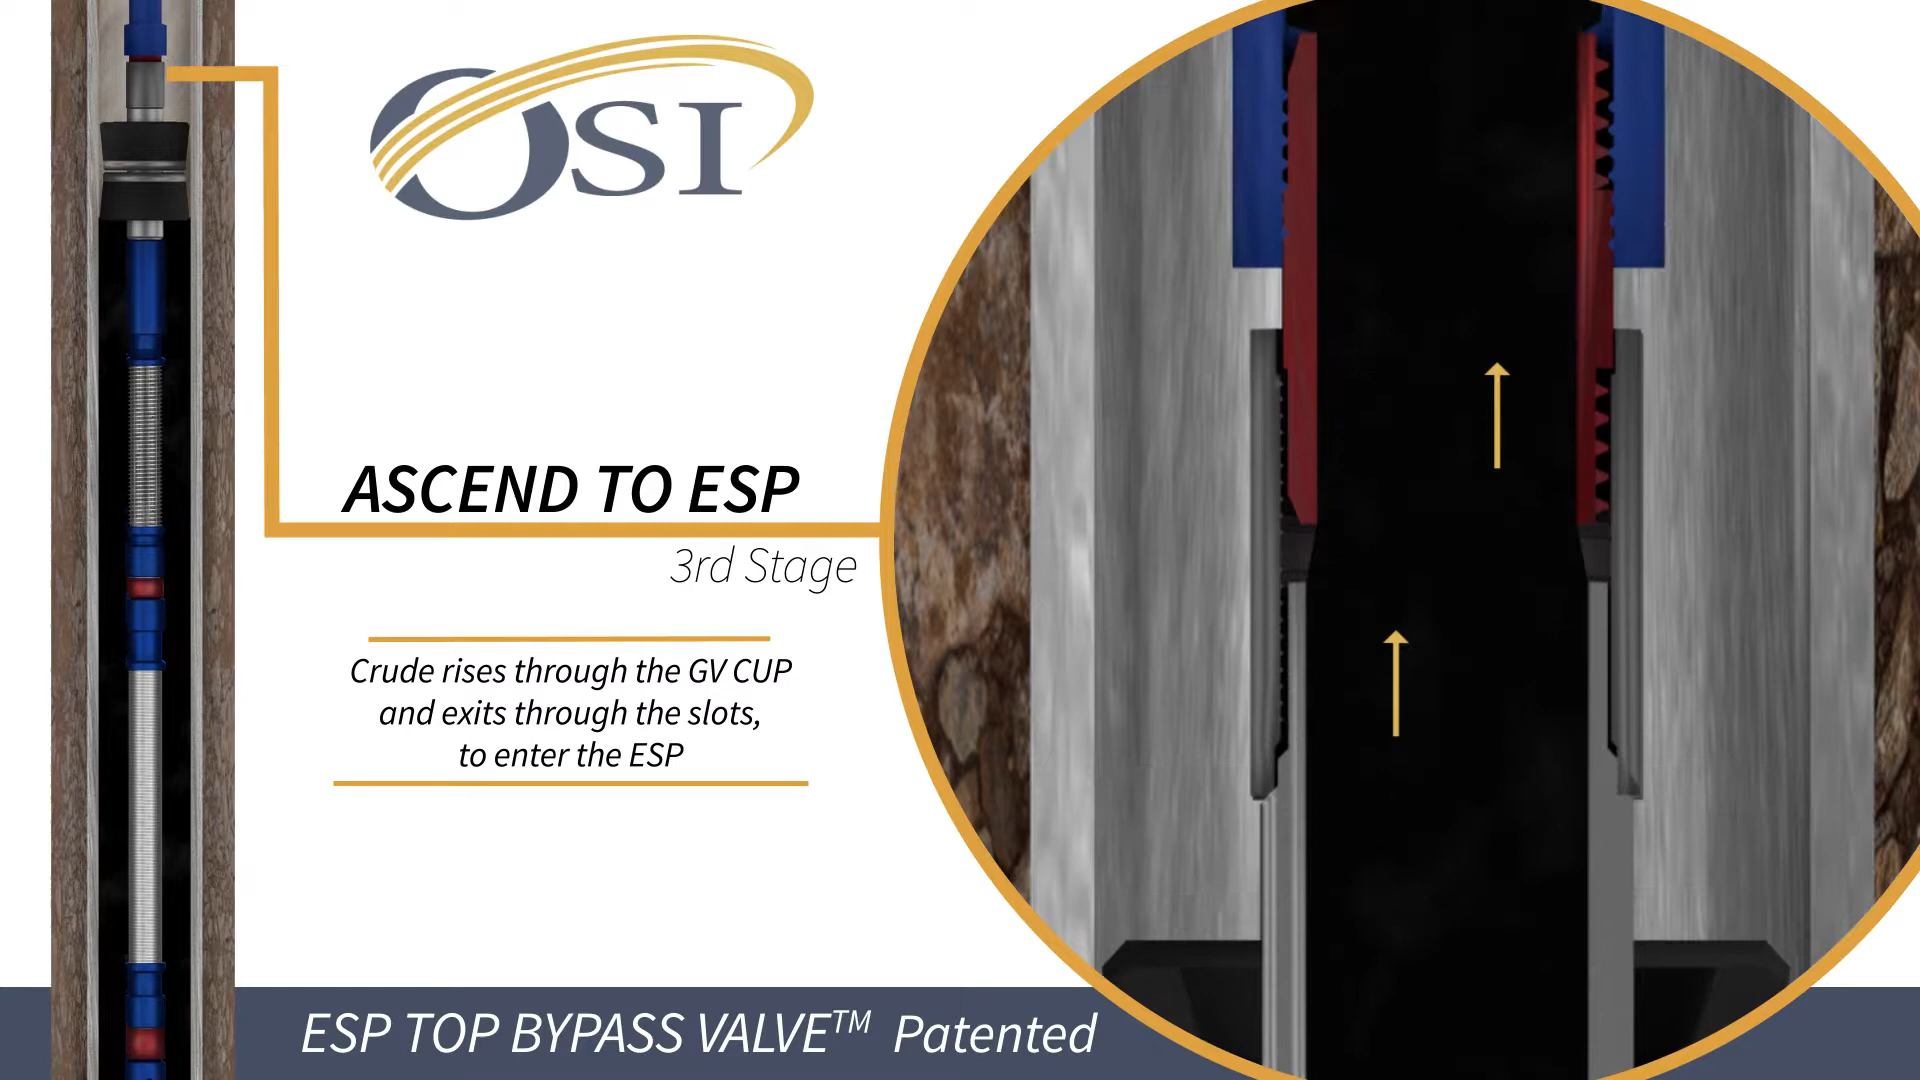 OSI
ASCEND TO ESP
3rd Stage
Crude rises through the GV CUP
and exits through the slots,
to enter the ESP
ESP TOP BYPASS VALVE™ Patented